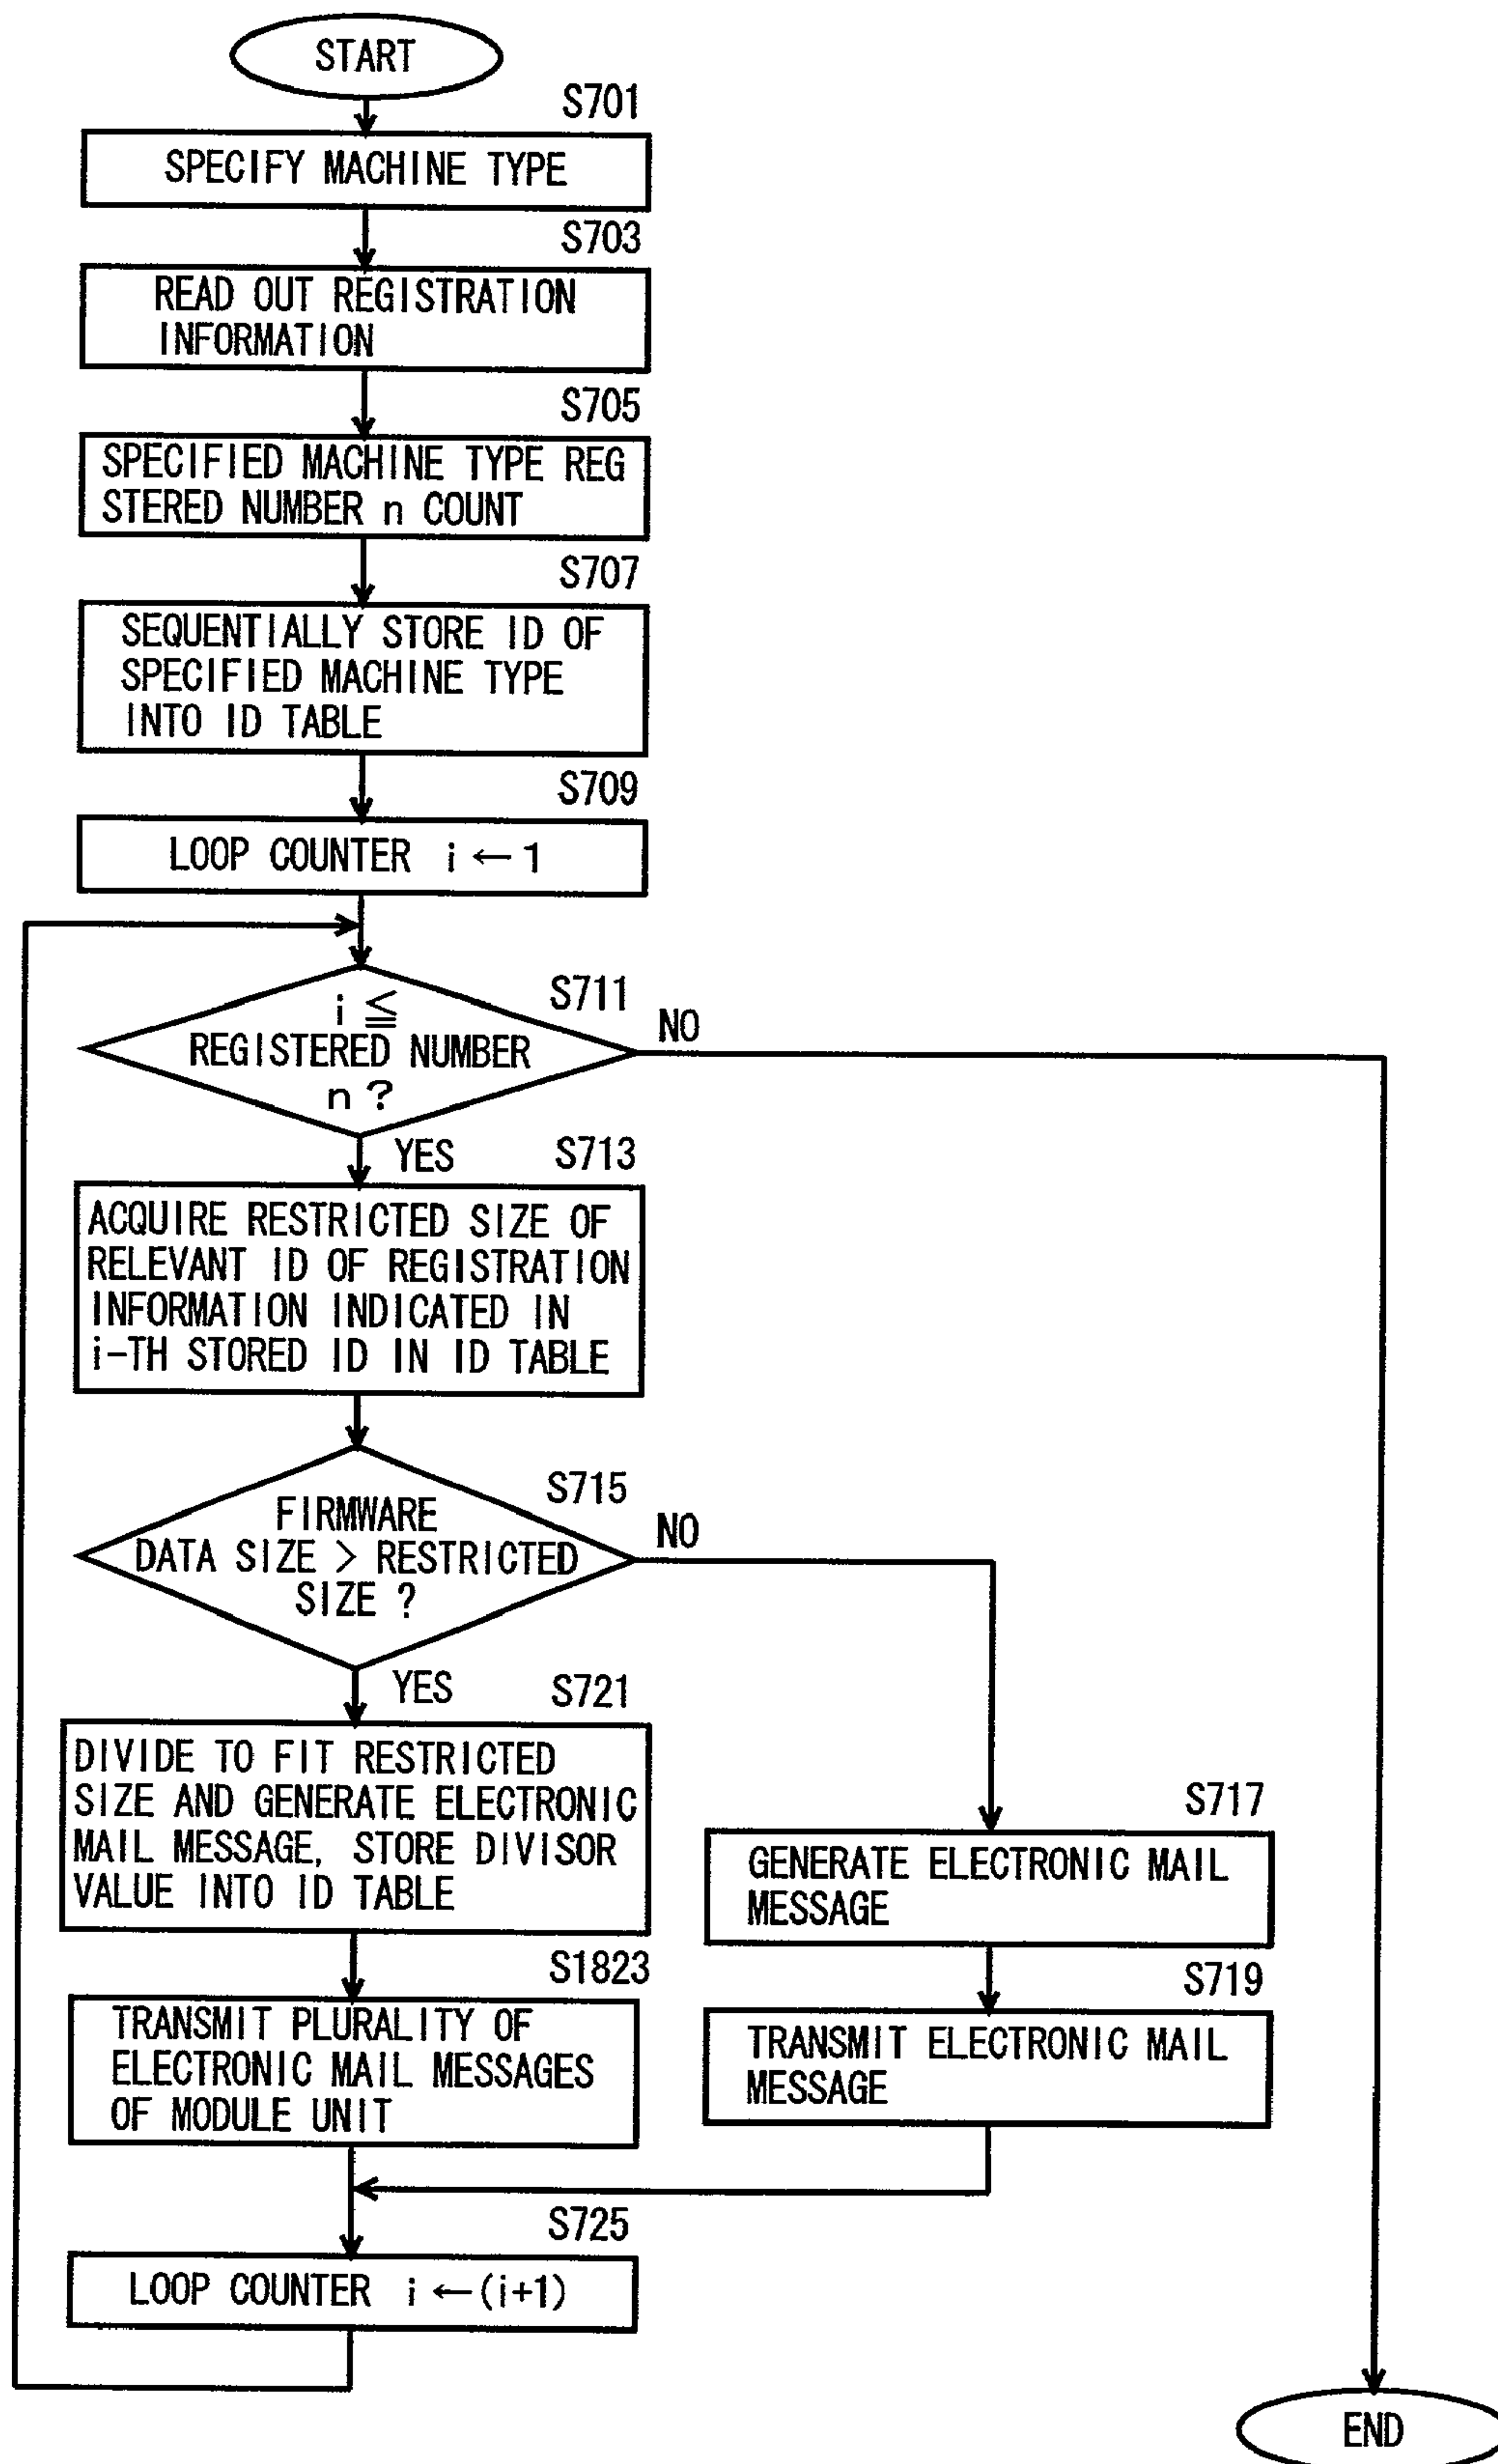 START
S701
SPECIFY MACHINE TYPE
S703
READ OUT REGISTRATION
INFORMATION
S705
SPECIFIED MACHINE TYPE REG
STERED NUMBER n COUNT
S707
SEQUENTIALLY STORE ID OF
SPECIFIED MACHINE TYPE
INTO ID TABLE
S709
LOOP COUNTER i ← 1
S711
i ≦
REGISTERED NUMBER
n ?
NO
YES
S713
ACQUIRE RESTRICTED SIZE OF
RELEVANT ID OF REGISTRATION
INFORMATION INDICATED IN
i-TH STORED ID IN ID TABLE
S715
FIRMWARE
DATA SIZE > RESTRICTED
SIZE ?
NO
YES
S721
DIVIDE TO FIT RESTRICTED
SIZE AND GENERATE ELECTRONIC
MAIL MESSAGE, STORE DIVISOR
VALUE INTO ID TABLE
S717
GENERATE ELECTRONIC MAIL
MESSAGE
S1823
TRANSMIT PLURALITY OF
ELECTRONIC MAIL MESSAGES
OF MODULE UNIT
S719
TRANSMIT ELECTRONIC MAIL
MESSAGE
S725
LOOP COUNTER i ← (i+1)
END